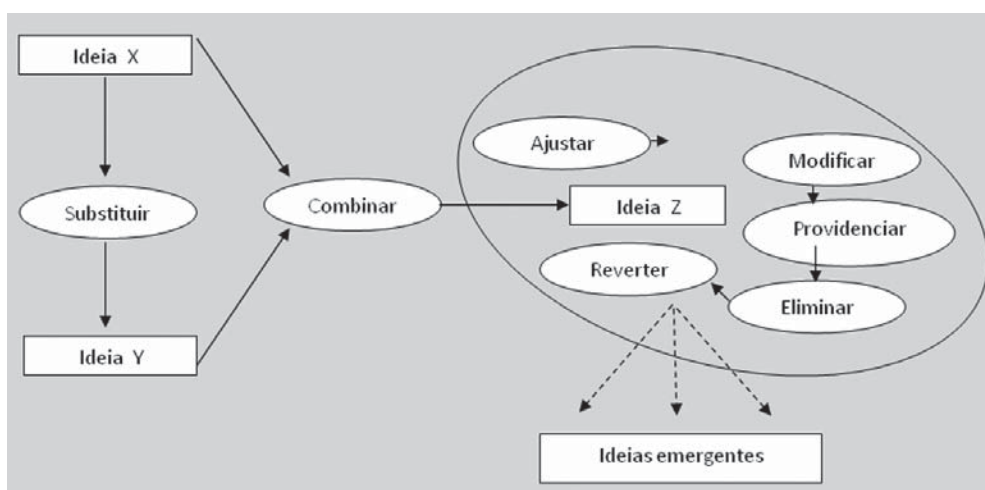 Ideia X
Ajustar
Modificar
Substituir
Combinar
Ideia Z
Providenciar
Reverter
Eliminar
Ideia Y
Ideias emergentes